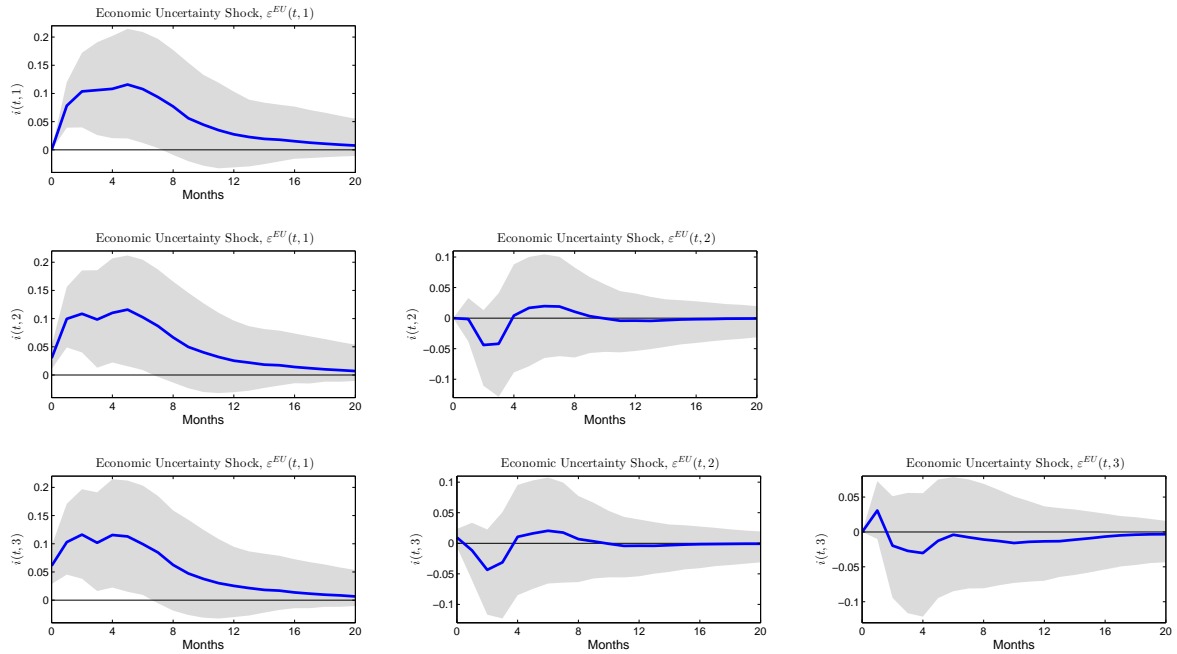 Economic Uncertainty Shock, ε^{EU}(t, 1)
0.2
0.15
0.1
0.05
0
i(t, 1)
0 4 8 12 16 20
Months
Economic Uncertainty Shock, ε^{EU}(t, 1)
0.2
0.15
0.1
0.05
0
i(t, 2)
0 4 8 12 16 20
Months
Economic Uncertainty Shock, ε^{EU}(t, 2)
0.1
0.05
0
−0.05
−0.1
i(t, 2)
0 4 8 12 16 20
Months
Economic Uncertainty Shock, ε^{EU}(t, 1)
0.2
0.15
0.1
0.05
0
i(t, 3)
0 4 8 12 16 20
Months
Economic Uncertainty Shock, ε^{EU}(t, 2)
0.1
0.05
0
−0.05
−0.1
i(t, 3)
0 4 8 12 16 20
Months
Economic Uncertainty Shock, ε^{EU}(t, 3)
0.05
0
−0.05
−0.1
i(t, 3)
0 4 8 12 16 20
Months